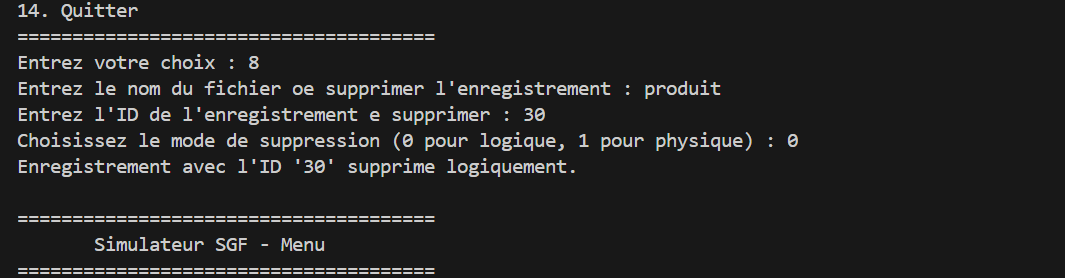 14. Quitter
======================================
Entrez votre choix : 8
Entrez le nom du fichier oe supprimer l'enregistrement : produit
Entrez l'ID de l'enregistrement e supprimer : 30
Choisissez le mode de suppression (0 pour logique, 1 pour physique) : 0
Enregistrement avec l'ID '30' supprime logiquement.
======================================
Simulateur SGF - Menu
======================================